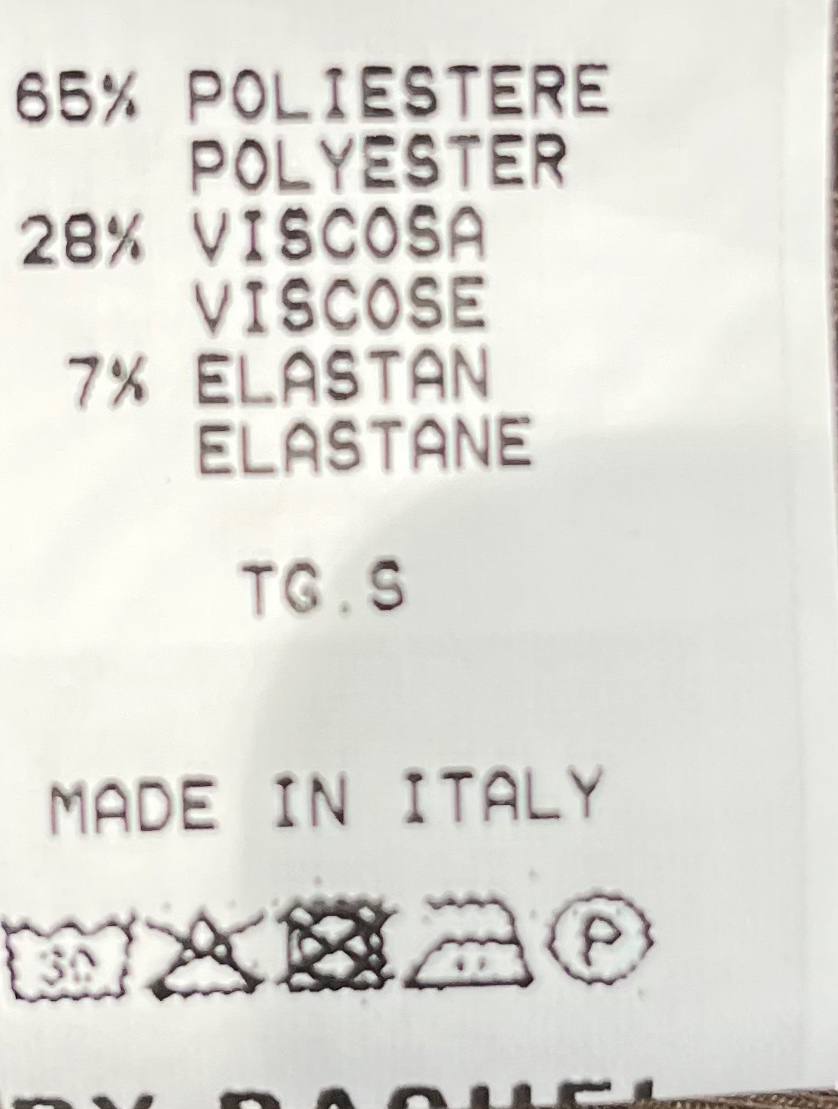 65% POLIESTERE
POLYESTER
28% VISCOSA
VISCOSE
7% ELASTAN
ELASTANE
TG.S
MADE IN ITALY
30
P